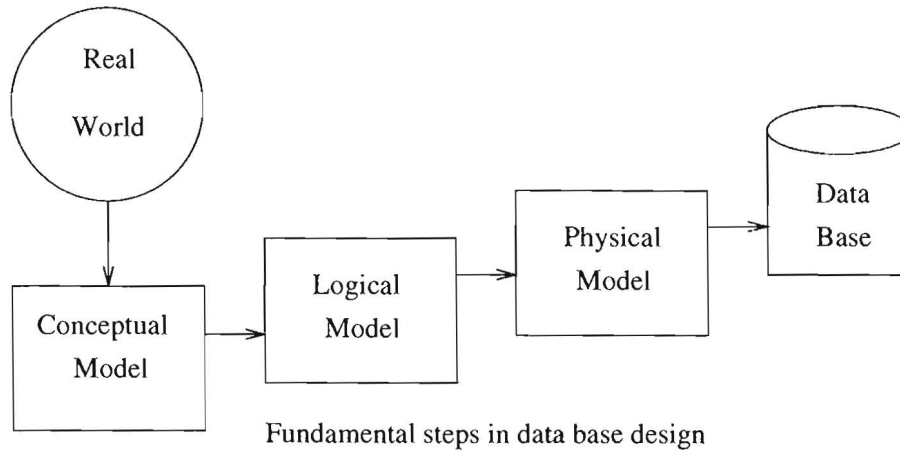 Real
World
Conceptual
Model
Logical
Model
Physical
Model
Data
Base
Fundamental steps in data base design